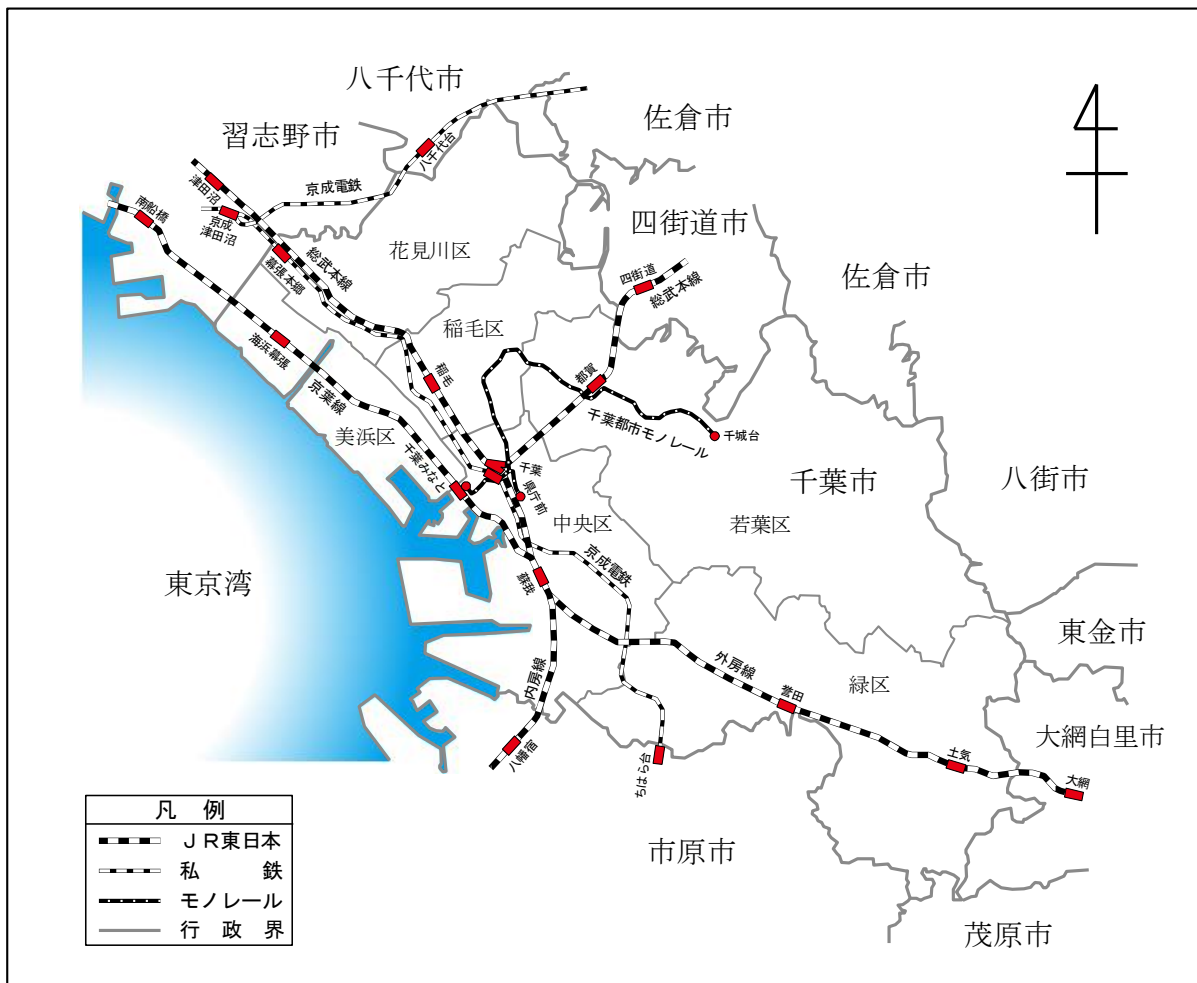 八千代市
佐倉市
習志野市
八千代台
津田沼
京成電鉄
南船橋
京成
津田沼
四街道市
幕張本郷
総武本線
花見川区
佐倉市
四街道
総武本線
稲毛区
海浜幕張
京葉線
稲毛
都賀
千葉都市モノレール
千城台
美浜区
千葉みなと
千葉
県庁前
千葉市
八街市
中央区
若葉区
京成電鉄
東京湾
蘇我
東金市
外房線
緑区
内房線
誉田
大網白里市
八幡宿
ちはら台
土気
大網
凡 例
ＪＲ東日本
私 鉄
モノレール
行 政 界
市原市
茂原市